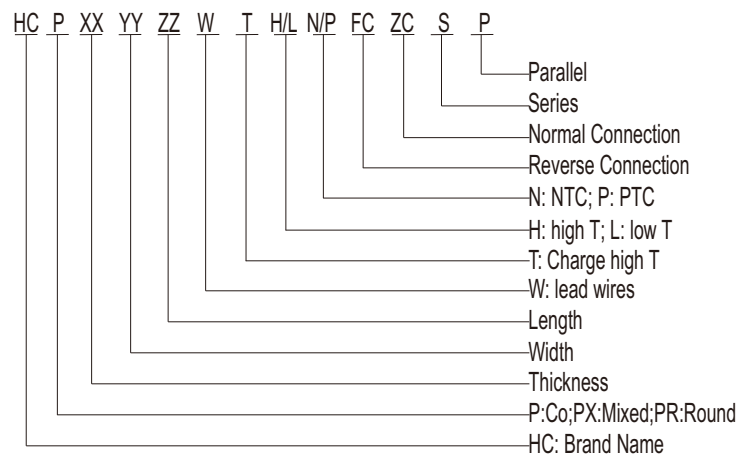 HC P XX YY ZZ W T H/L N/P FC ZC S P
Parallel
Series
Normal Connection
Reverse Connection
N: NTC; P: PTC
H: high T; L: low T
T: Charge high T
W: lead wires
Length
Width
Thickness
P:Co;PX:Mixed;PR:Round
HC: Brand Name